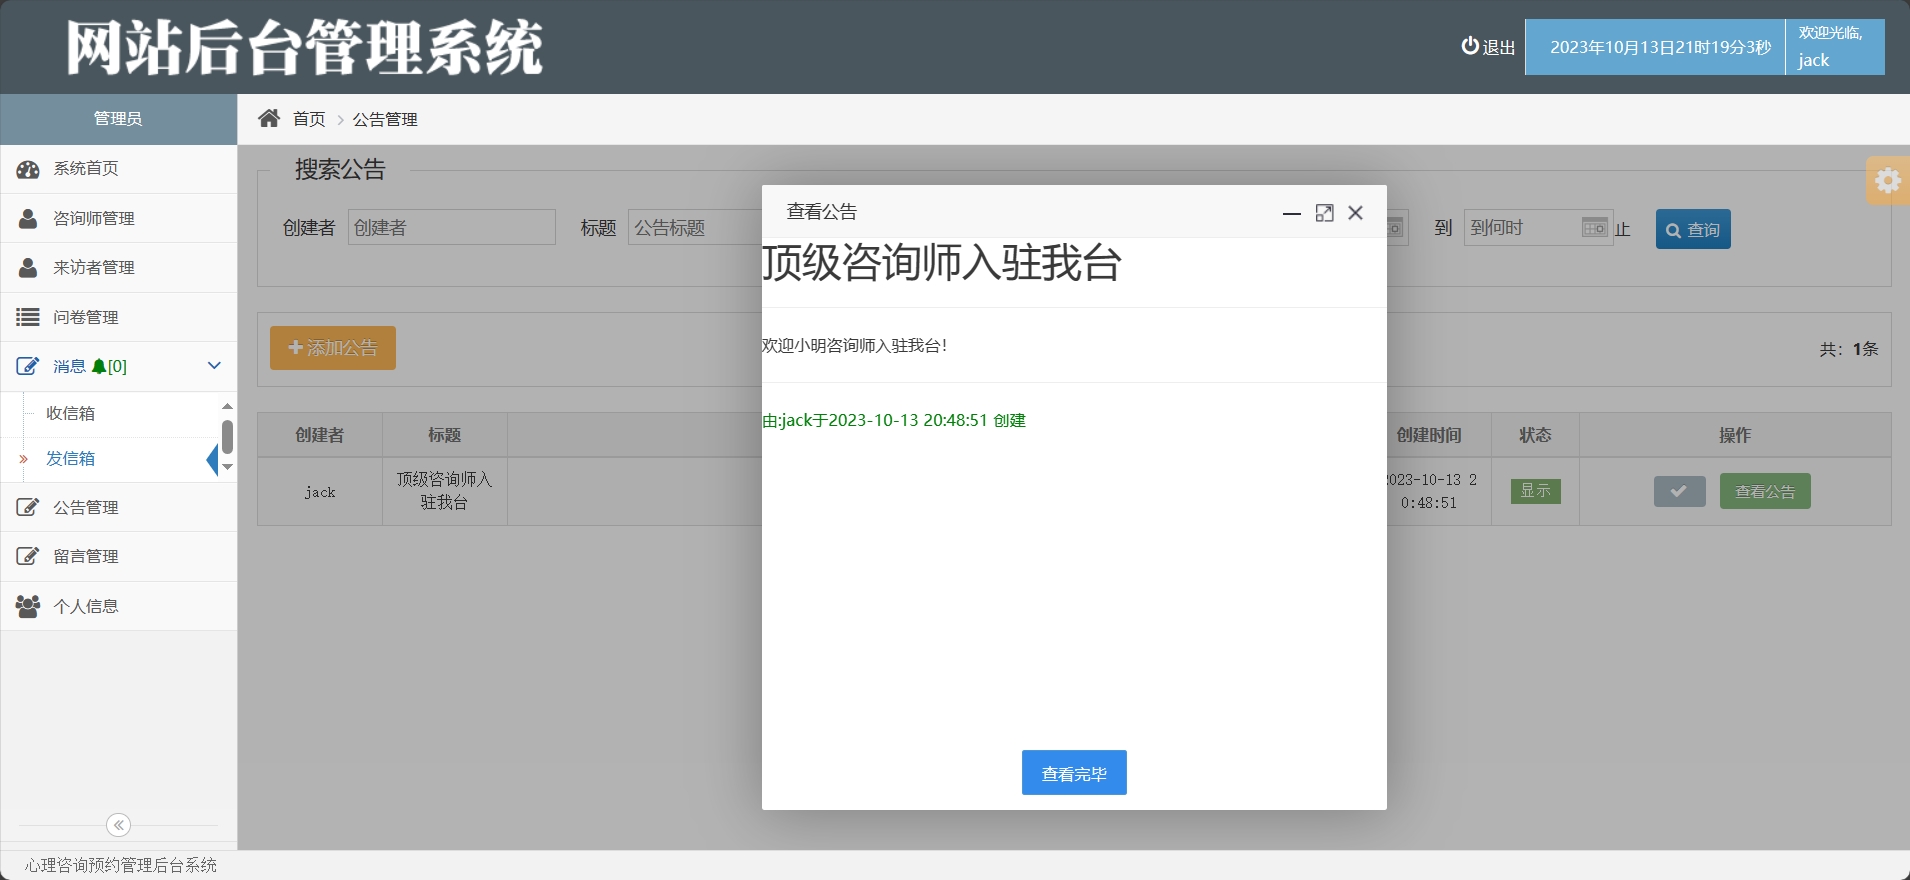 网站后台管理系统
退出
2023年10月13日21时19分3秒
欢迎光临,
jack
管理员
首页
公告管理
系统首页
咨询师管理
来访者管理
问卷管理
消息 [0]
收信箱
发信箱
公告管理
留言管理
个人信息
心理咨询预约管理后台系统
搜索公告
创建者
创建者
标题
公告标题
到
到何时
止
查询
添加公告
共：1条
创建者
标题
创建时间
状态
操作
jack
顶级咨询师入
驻我台
023-10-13 2
0:48:51
显示
查看公告
查看公告
顶级咨询师入驻我台
欢迎小明咨询师入驻我台！
由:jack于2023-10-13 20:48:51 创建
查看完毕